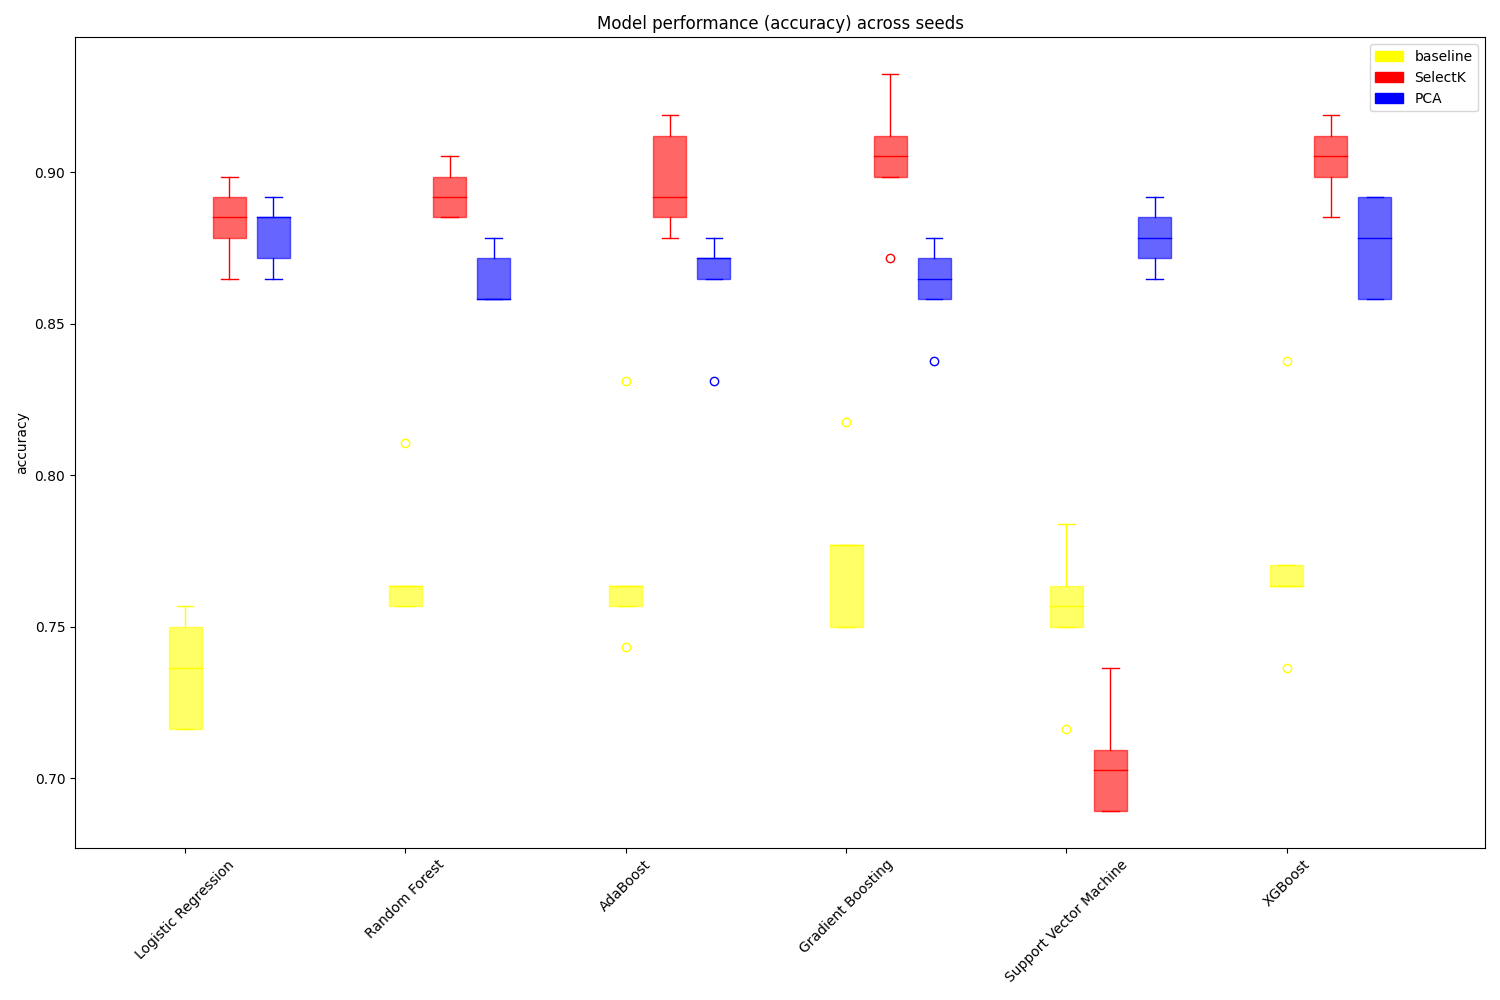 Model performance (accuracy) across seeds
baseline
SelectK
PCA
0.90
0.85
0.80
0.75
0.70
accuracy
Logistic Regression
Random Forest
AdaBoost
Gradient Boosting
Support Vector Machine
XGBoost